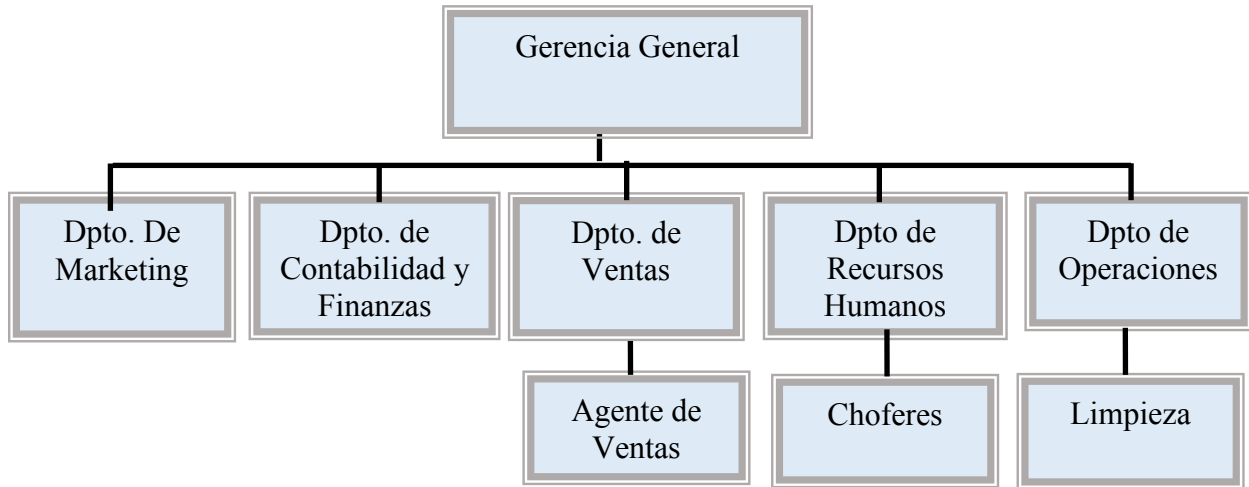 Gerencia General
Dpto. De
Marketing
Dpto. de
Contabilidad y
Finanzas
Dpto. de
Ventas
Dpto de
Recursos
Humanos
Dpto de
Operaciones
Agente de
Ventas
Choferes
Limpieza